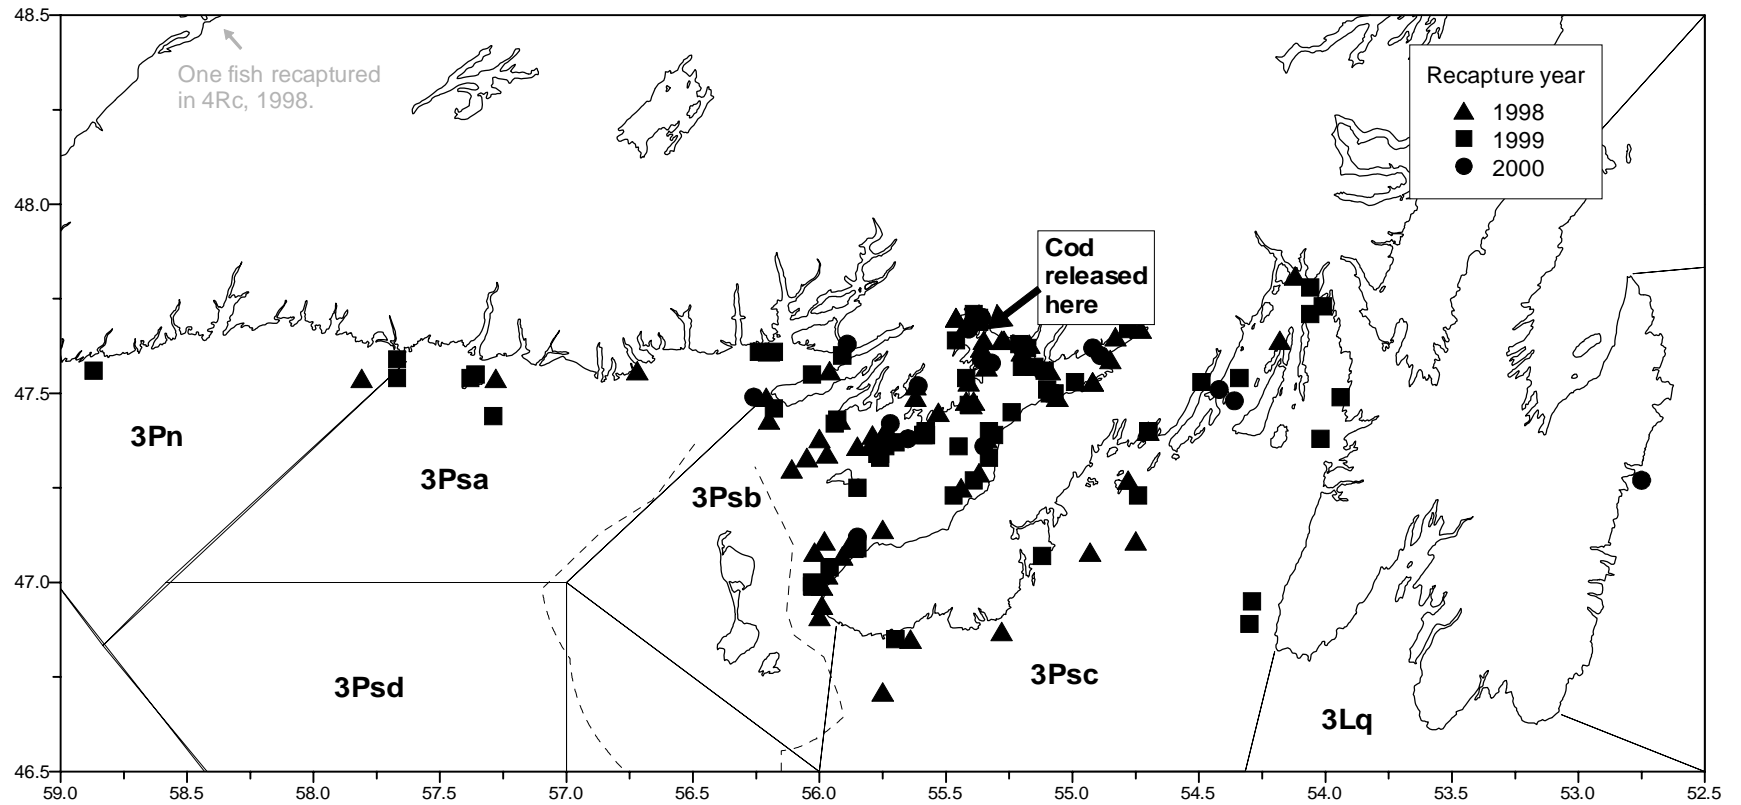 48.5
One fish recaptured
in 4Rc, 1998.
Recapture year
1998
1999
2000
48.0
Cod
released
here
47.5
3Pn
3Psa
3Psb
47.0
3Psd
3Psc
3Lq
46.5
59.0 58.5 58.0 57.5 57.0 56.5 56.0 55.5 55.0 54.5 54.0 53.5 53.0 52.5